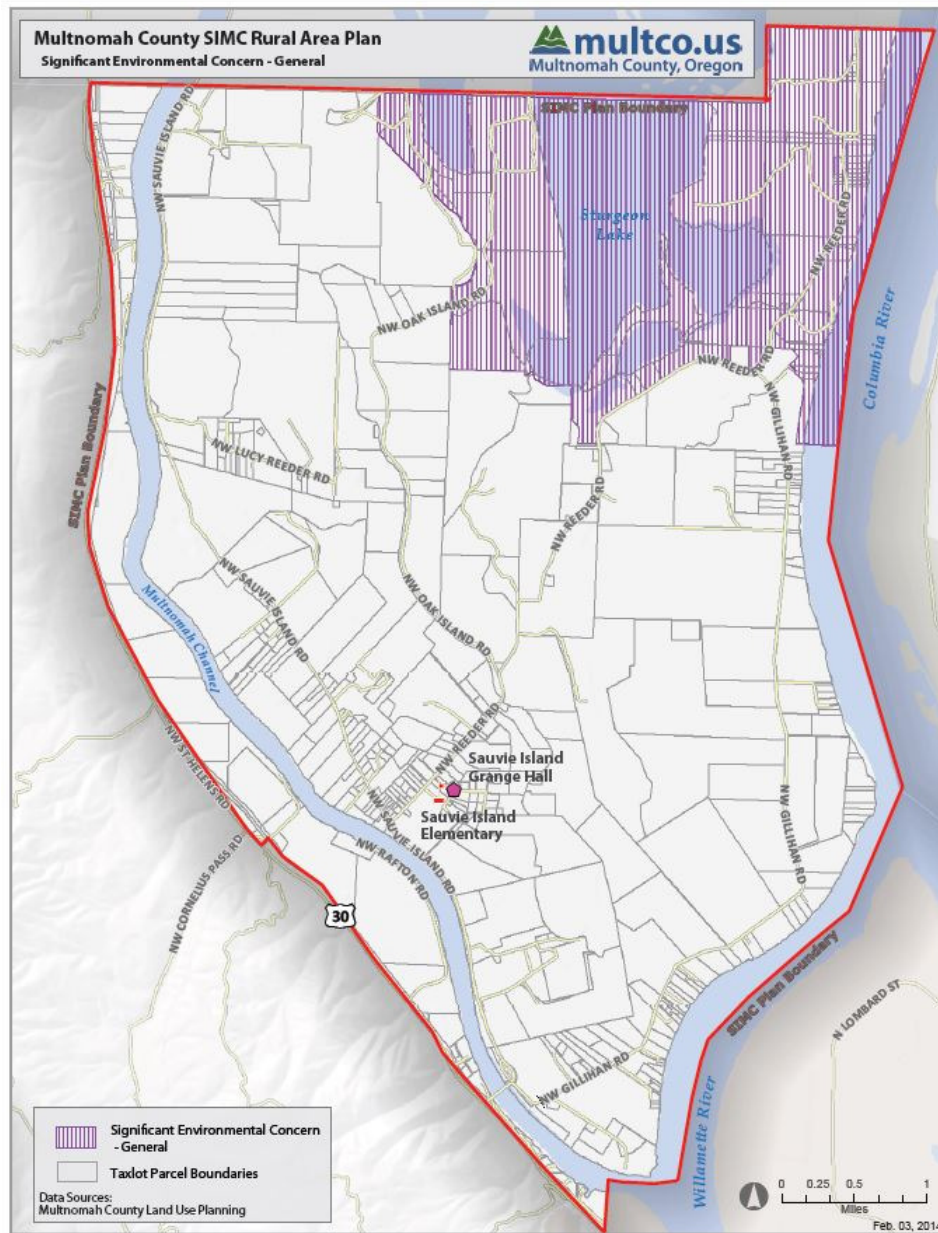 Multnomah County SIMC Rural Area Plan
Significant Environmental Concern - General
multco.us
Multnomah County, Oregon
SIMC Plan Boundary
NW SAUVIE ISLAND RD
Sturgeon
Lake
NW REEDER RD
NW OAK ISLAND RD
Columbia River
NW REEDER RD
NW GILLIHAN RD
SIMC Plan Boundary
NW LUCY REEDER RD
NW REEDER RD
NW SAUVIE ISLAND RD
NW OAK ISLAND RD
Multnomah Channel
NW REEDER RD
NW ST HELENS RD
Sauvie Island
Grange Hall
Sauvie Island
Elementary
NW SAUVIE ISLAND RD
NW RAFTON RD
NW GILLIHAN RD
NW CORNELIUS PASS RD
30
SIMC Plan Boundary
N LOMBARD ST
NW GILLIHAN RD
Willamette River
Significant Environmental Concern
- General
Taxlot Parcel Boundaries
Data Sources:
Multnomah County Land Use Planning
0 0.25 0.5 1
Miles
Feb. 03, 2014